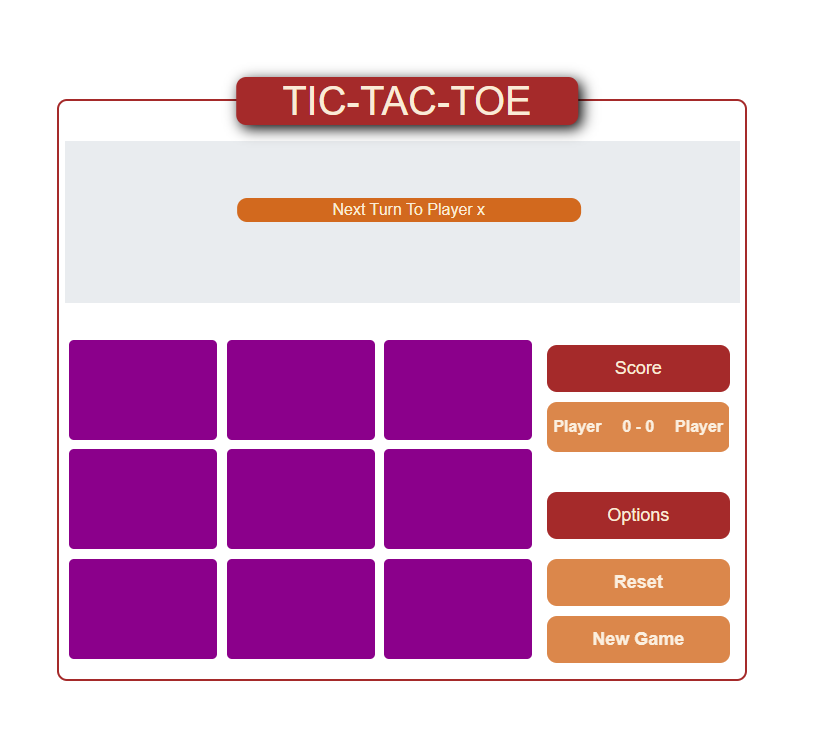 TIC-TAC-TOE
Next Turn To Player x
Score
Player 0 - 0 Player
Options
Reset
New Game